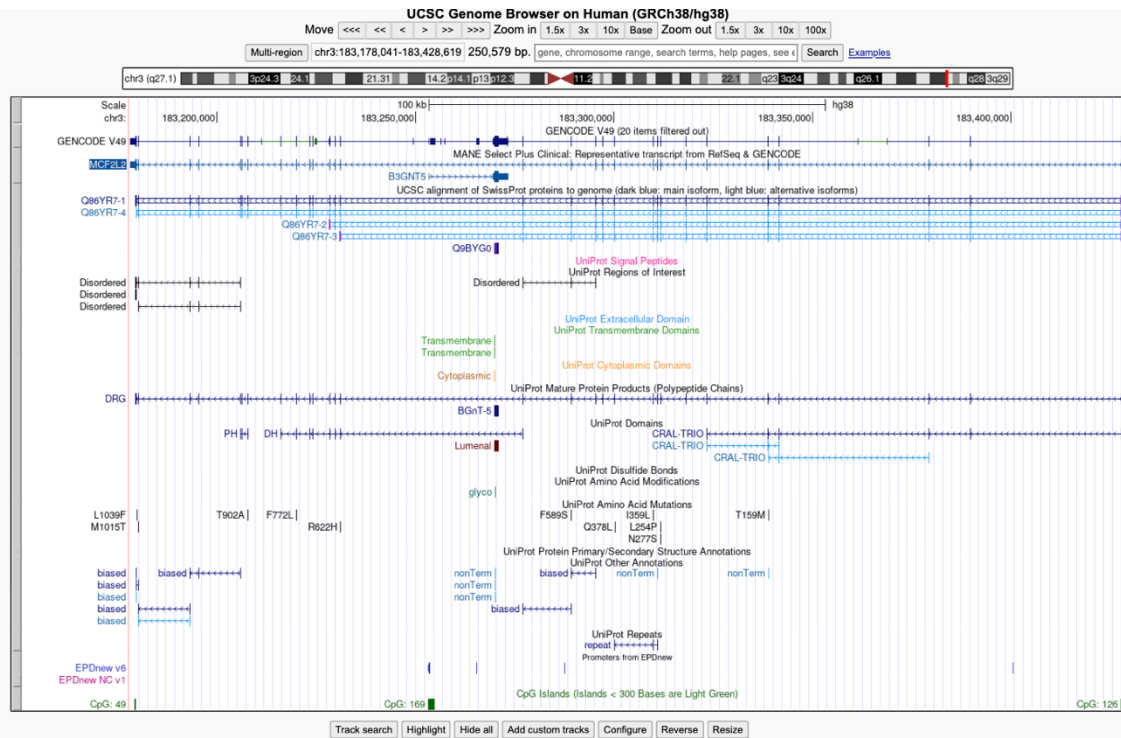 UCSC Genome Browser on Human (GRCh38/hg38)
Move <<< << < > >> >>> Zoom in 1.5x 3x 10x Base Zoom out 1.5x 3x 10x 100x
Multi-region chr3:183,178,041-183,428,619 250,579 bp. gene, chromosome range, search terms, help pages, see e Search Examples
chr3 (q27.1) 3p24.3 24.1 21.31 14.2 p14.1 p13 p12.3 11.2 22.1 q23 3q24 q26.1 q28 3q29
Scale 100 kb hg38
chr3: 183,200,000 183,250,000 183,300,000 183,350,000 183,400,000
GENCODE V49 (20 items filtered out)
GENCODE V49
MANE Select Plus Clinical: Representative transcript from RefSeq & GENCODE
MCF2L2
B3GNT5
UCSC alignment of SwissProt proteins to genome (dark blue: main isoform, light blue: alternative isoforms)
Q86YR7-1
Q86YR7-4
Q86YR7-2
Q86YR7-3
Q9BYG0
UniProt Signal Peptides
UniProt Regions of Interest
Disordered Disordered
Disordered
Disordered
UniProt Extracellular Domain
UniProt Transmembrane Domains
Transmembrane
Transmembrane
UniProt Cytoplasmic Domains
Cytoplasmic
UniProt Mature Protein Products (Polypeptide Chains)
DRG
BGnT-5
UniProt Domains
PH DH CRAL-TRIO
Lumenal CRAL-TRIO
CRAL-TRIO
UniProt Disulfide Bonds
UniProt Amino Acid Modifications
glyco
UniProt Amino Acid Mutations
L1039F T902A F772L F589S I359L T159M
M1015T R622H Q378L L254P
N277S
UniProt Protein Primary/Secondary Structure Annotations
UniProt Other Annotations
biased biased nonTerm biased nonTerm nonTerm
biased nonTerm
biased nonTerm
biased biased
biased
UniProt Repeats
repeat
Promoters from EPDnew
EPDnew v6
EPDnew NC v1
CpG Islands (Islands < 300 Bases are Light Green)
CpG: 49 CpG: 169 CpG: 126
Track search Highlight Hide all Add custom tracks Configure Reverse Resize